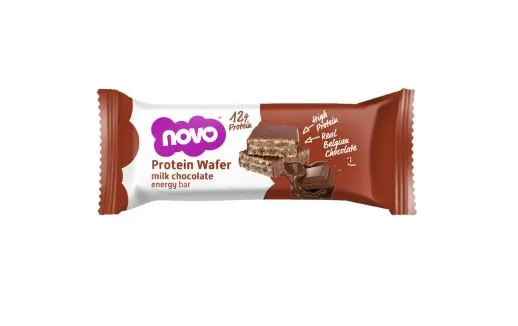 novo
12g
Protein
Protein Wafer
milk chocolate
energy bar
High
Protein
Real
Belgian
Chocolate